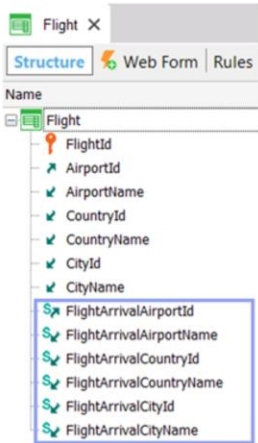 Flight
Structure Web Form Rules
Name
Flight
FlightId
AirportId
AirportName
CountryId
CountryName
CityId
CityName
FlightArrivalAirportId
FlightArrivalAirportName
FlightArrivalCountryId
FlightArrivalCountryName
FlightArrivalCityId
FlightArrivalCityName